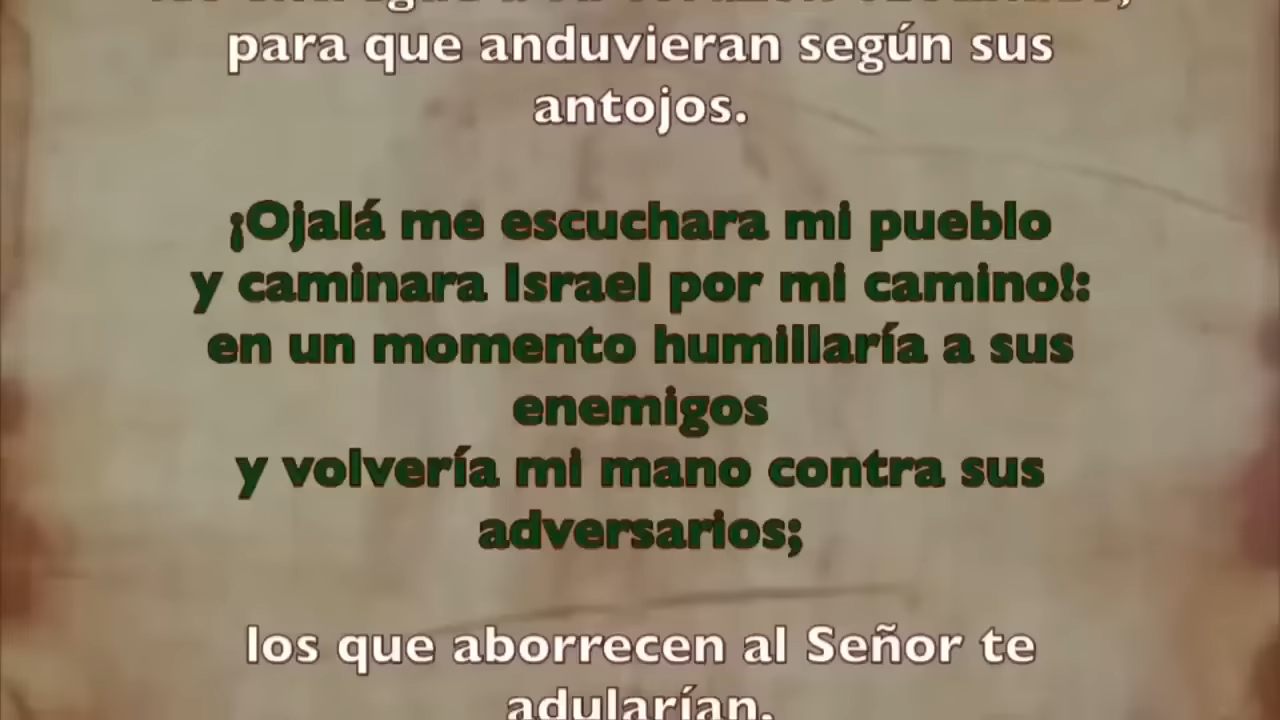 para que anduvieran según sus
antojos.
¡Ojalá me escuchara mi pueblo
y caminara Israel por mi camino!:
en un momento humillaría a sus
enemigos
y volvería mi mano contra sus
adversarios;
los que aborrecen al Señor te
adularían,